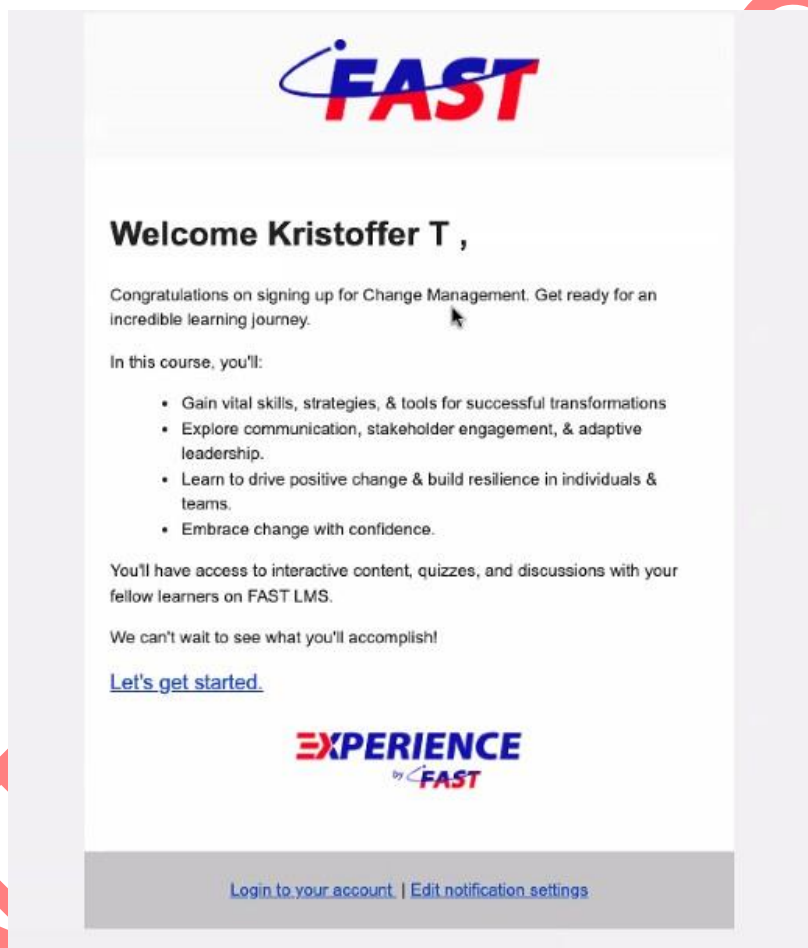 FAST
Welcome Kristoffer T ,
Congratulations on signing up for Change Management. Get ready for an
incredible learning journey.
In this course, you'll:
• Gain vital skills, strategies, & tools for successful transformations
• Explore communication, stakeholder engagement, & adaptive
leadership.
• Learn to drive positive change & build resilience in individuals &
teams.
• Embrace change with confidence.
You'll have access to interactive content, quizzes, and discussions with your
fellow learners on FAST LMS.
We can't wait to see what you'll accomplish!
Let's get started.
EXPERIENCE
by FAST
Login to your account | Edit notification settings